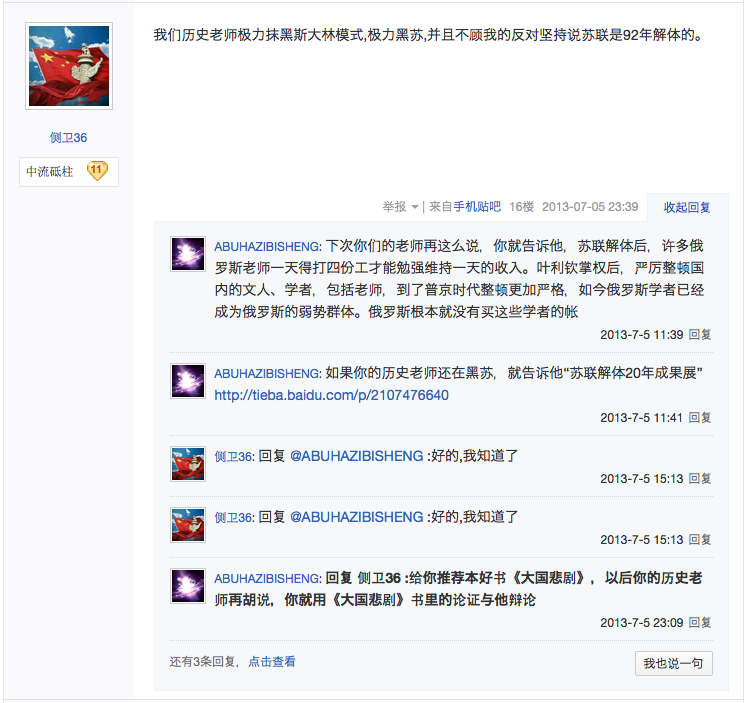 我们历史老师极力抹黑斯大林模式,极力黑苏,并且不顾我的反对坚持说苏联是92年解体的。
侧卫36
中流砥柱 11
举报 | 来自手机贴吧 16楼 2013-07-05 23:39 收起回复
ABUHAZIBISHENG: 下次你们的老师再这么说，你就告诉他，苏联解体后，许多俄
罗斯老师一天得打四份工才能勉强维持一天的收入。叶利钦掌权后，严厉整顿国
内的文人、学者，包括老师，到了普京时代整顿更加严格，如今俄罗斯学者已经
成为俄罗斯的弱势群体。俄罗斯根本就没有买这些学者的帐
2013-7-5 11:39 回复
ABUHAZIBISHENG: 如果你的历史老师还在黑苏，就告诉他“苏联解体20年成果展”
http://tieba.baidu.com/p/2107476640
2013-7-5 11:41 回复
侧卫36: 回复 @ABUHAZIBISHENG :好的,我知道了
2013-7-5 15:13 回复
侧卫36: 回复 @ABUHAZIBISHENG :好的,我知道了
2013-7-5 15:13 回复
ABUHAZIBISHENG: 回复 侧卫36 :给你推荐本好书《大国悲剧》，以后你的历史老
师再胡说，你就用《大国悲剧》书里的论证与他辩论
2013-7-5 23:09 回复
还有3条回复，点击查看
我也说一句